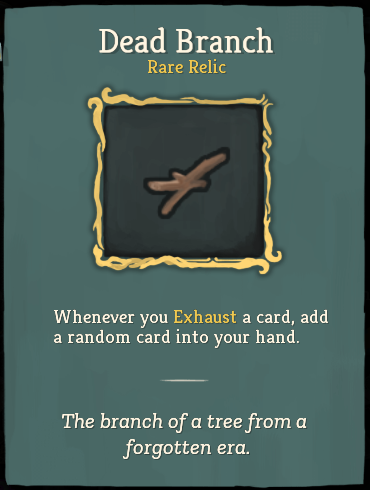 Dead Branch
Rare Relic
Whenever you Exhaust a card, add
a random card into your hand.
The branch of a tree from a
forgotten era.